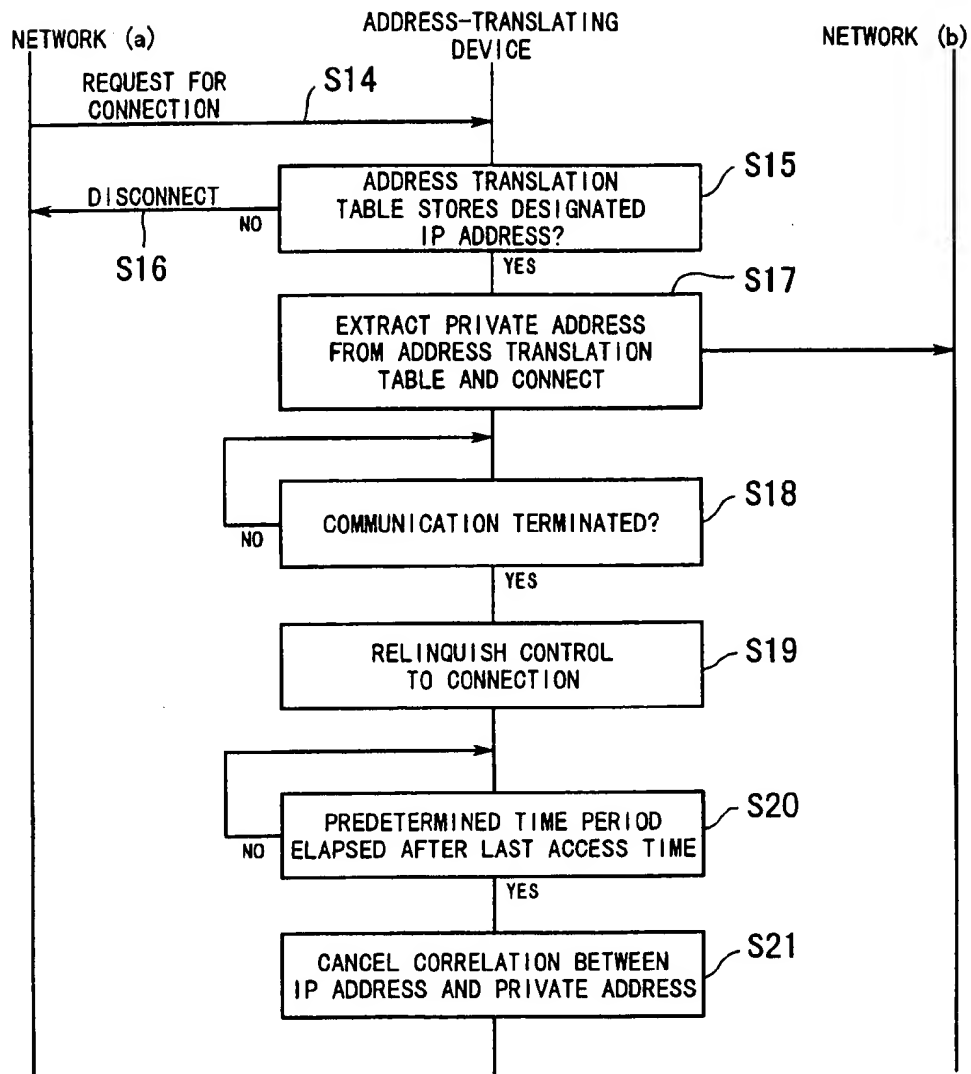 NETWORK (a)
ADDRESS-TRANSLATING
DEVICE
NETWORK (b)
REQUEST FOR
CONNECTION
S14
S15
ADDRESS TRANSLATION
TABLE STORES DESIGNATED
IP ADDRESS?
DISCONNECT
NO
S16
YES
S17
EXTRACT PRIVATE ADDRESS
FROM ADDRESS TRANSLATION
TABLE AND CONNECT
S18
COMMUNICATION TERMINATED?
NO
YES
S19
RELINQUISH CONTROL
TO CONNECTION
S20
PREDETERMINED TIME PERIOD
ELAPSED AFTER LAST ACCESS TIME
NO
YES
S21
CANCEL CORRELATION BETWEEN
IP ADDRESS AND PRIVATE ADDRESS